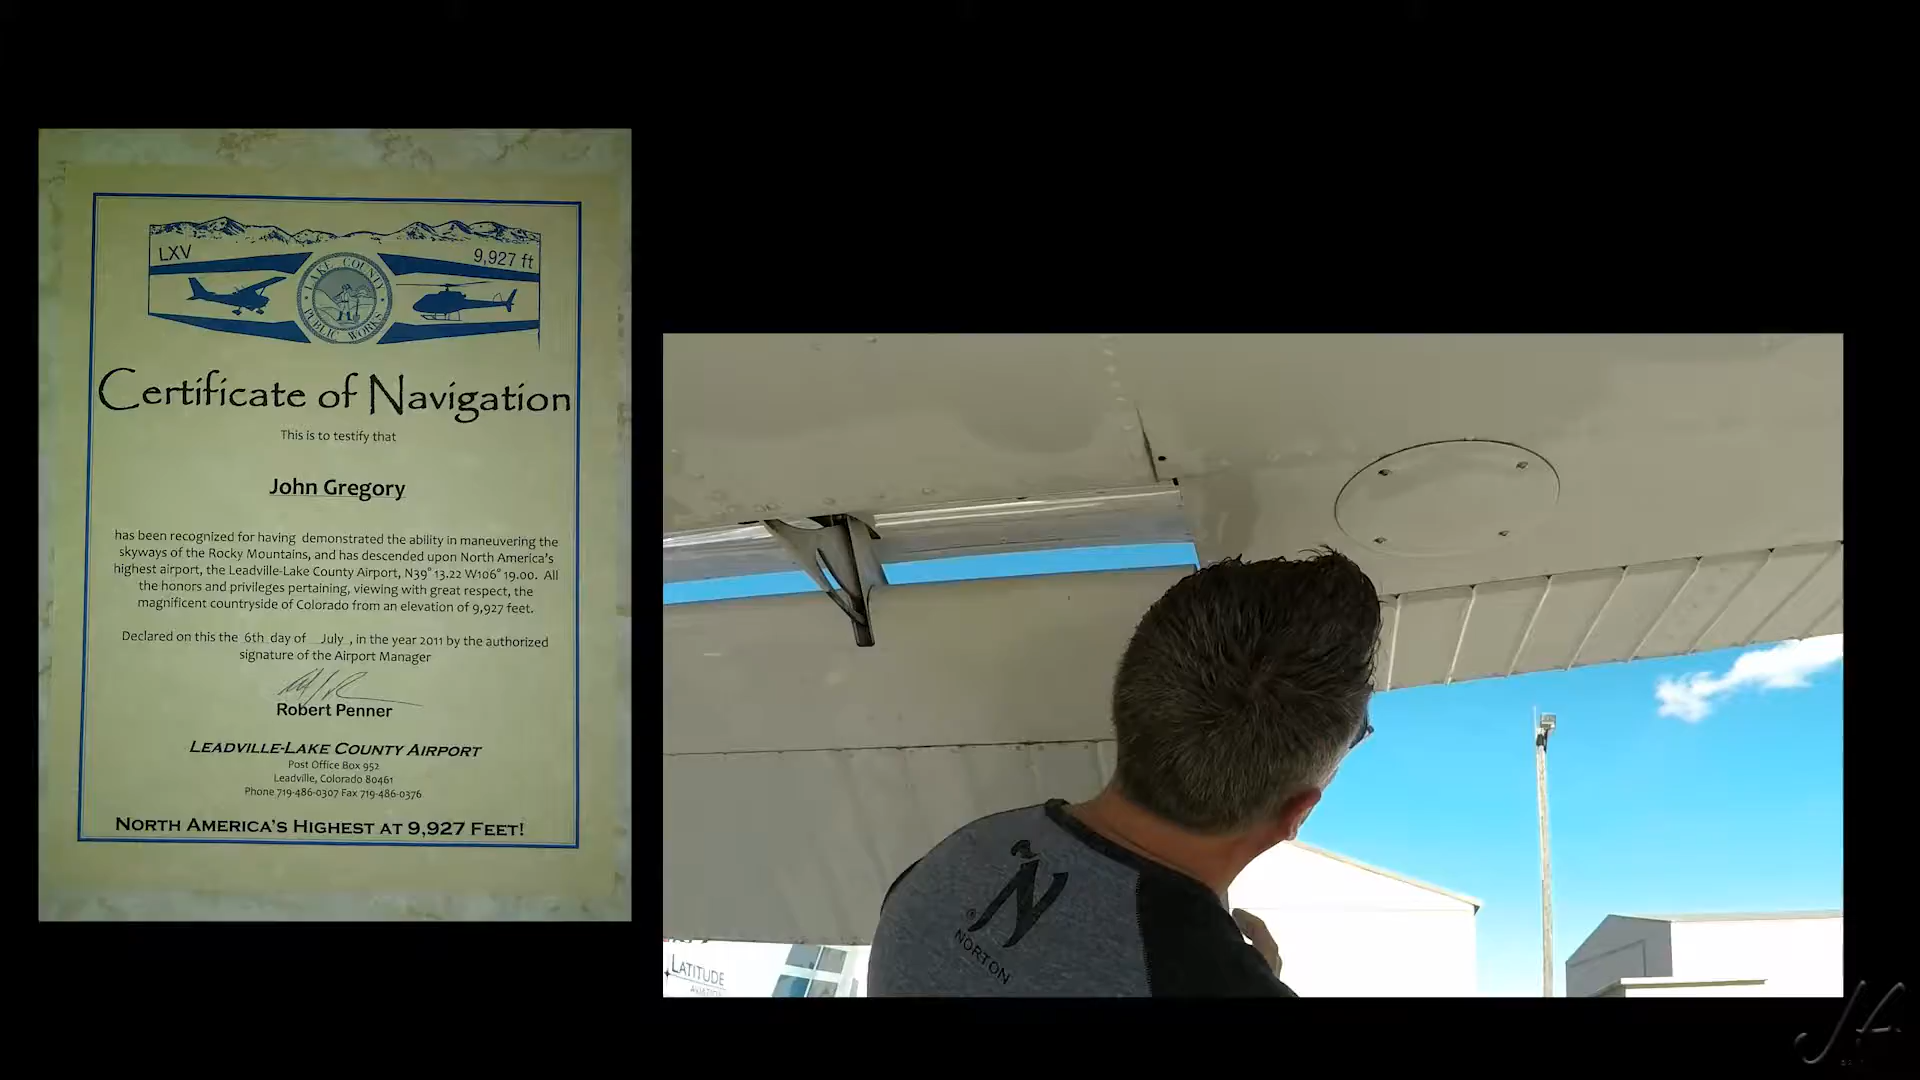 LXV
9,927 ft
LAKE COUNTY
PUBLIC WORKS
Certificate of Navigation
This is to testify that
John Gregory
has been recognized for having demonstrated the ability in maneuvering the
skyways of the Rocky Mountains, and has descended upon North America's
highest airport, the Leadville-Lake County Airport, N39° 13.22 W106° 19.00. All
the honors and privileges pertaining, viewing with great respect, the
magnificent countryside of Colorado from an elevation of 9,927 feet.
Declared on this the 6th day of July, in the year 2011 by the authorized
signature of the Airport Manager
Robert Penner
LEADVILLE-LAKE COUNTY AIRPORT
Post Office Box 952
Leadville, Colorado 80461
Phone 719-486-0307 Fax 719-486-0376
NORTH AMERICA'S HIGHEST AT 9,927 FEET!
N
® NORTON
LATITUDE
AVIATION